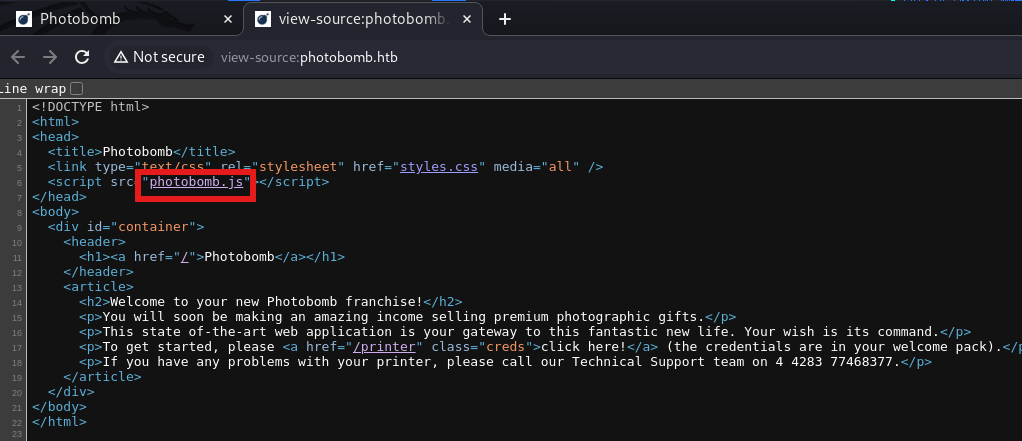 Photobomb
view-source:photobomb.
Not secure view-source:photobomb.htb
Line wrap
1 <!DOCTYPE html>
2 <html>
3 <head>
4 <title>Photobomb</title>
5 <link type="text/css" rel="stylesheet" href="styles.css" media="all" />
6 <script src="photobomb.js"></script>
7 </head>
8 <body>
9 <div id="container">
10 <header>
11 <h1><a href="/">Photobomb</a></h1>
12 </header>
13 <article>
14 <h2>Welcome to your new Photobomb franchise!</h2>
15 <p>You will soon be making an amazing income selling premium photographic gifts.</p>
16 <p>This state of-the-art web application is your gateway to this fantastic new life. Your wish is its command.</p>
17 <p>To get started, please <a href="/printer" class="creds">click here!</a> (the credentials are in your welcome pack).</p
18 <p>If you have any problems with your printer, please call our Technical Support team on 4 4283 77468377.</p>
19 </article>
20 </div>
21 </body>
22 </html>
23